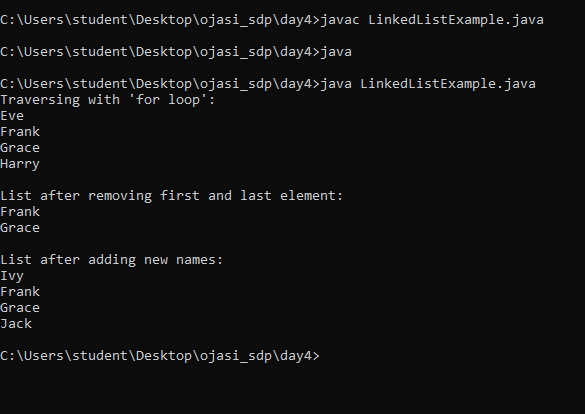 C:\Users\student\Desktop\ojasi_sdp\day4>javac LinkedListExample.java
C:\Users\student\Desktop\ojasi_sdp\day4>java
C:\Users\student\Desktop\ojasi_sdp\day4>java LinkedListExample.java
Traversing with 'for loop':
Eve
Frank
Grace
Harry
List after removing first and last element:
Frank
Grace
List after adding new names:
Ivy
Frank
Grace
Jack
C:\Users\student\Desktop\ojasi_sdp\day4>